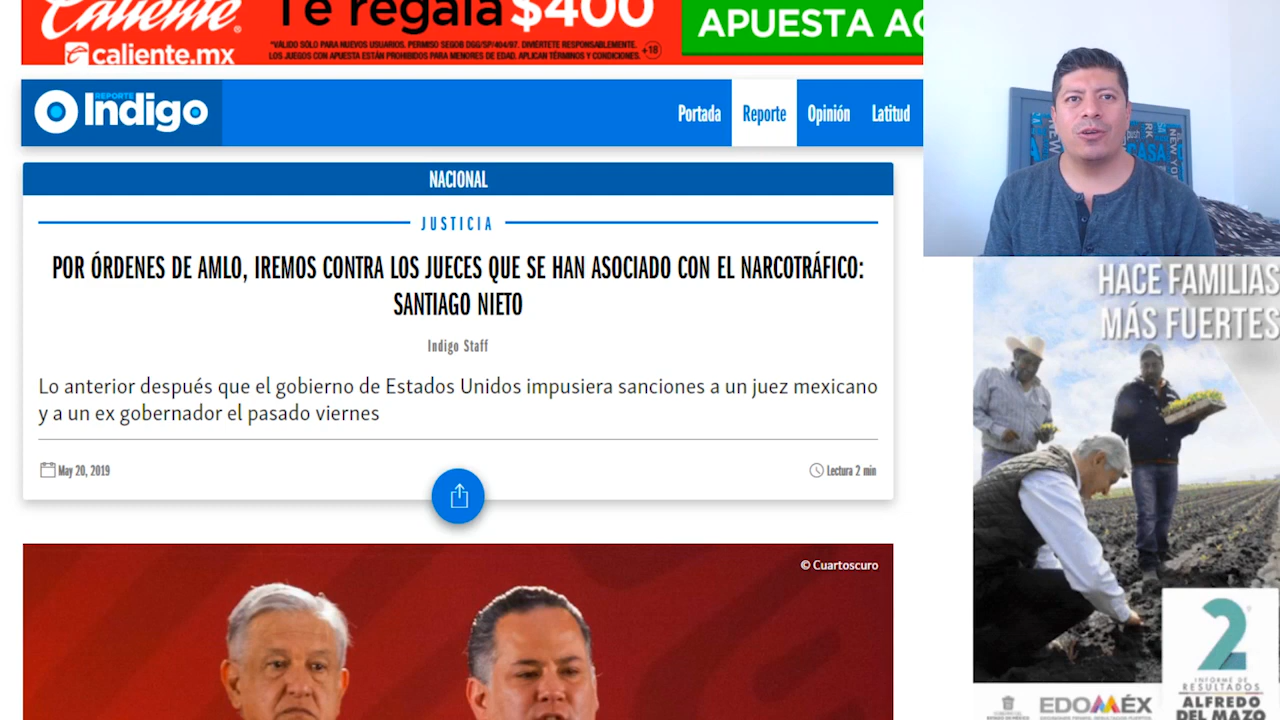 Caliente
caliente.mx
Te regala $400
*VÁLIDO SÓLO PARA NUEVOS USUARIOS. PERMISO SEGOB DGG/SP/404/97. DIVIÉRTETE RESPONSABLEMENTE.
LOS JUEGOS CON APUESTA ESTÁN PROHIBIDOS PARA MENORES DE EDAD. APLICAN TÉRMINOS Y CONDICIONES.
+18
APUESTA
REPORTE
Indigo
Portada
Reporte
Opinión
Latitud
NACIONAL
JUSTICIA
POR ÓRDENES DE AMLO, IREMOS CONTRA LOS JUECES QUE SE HAN ASOCIADO CON EL NARCOTRÁFICO:
SANTIAGO NIETO
Indigo Staff
Lo anterior después que el gobierno de Estados Unidos impusiera sanciones a un juez mexicano
y a un ex gobernador el pasado viernes
May 20, 2019
Lectura 2 min
© Cuartoscuro
CASA
NEW YO
HACE FAMILIAS
MÁS FUERTES
2°
INFORME DE
RESULTADOS
ALFREDO
DEL MAZO
EDOMÉX